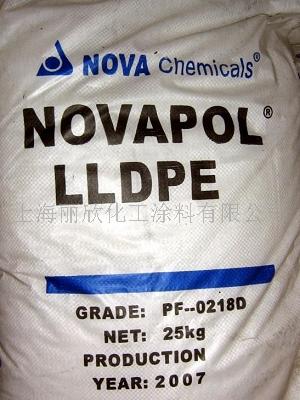 NOVA Chemicals®
NOVAPOL®
LLDPE
上海丽欣化工涂料有限公司
GRADE: PF--0218D
NET: 25kg
PRODUCTION
YEAR: 2007